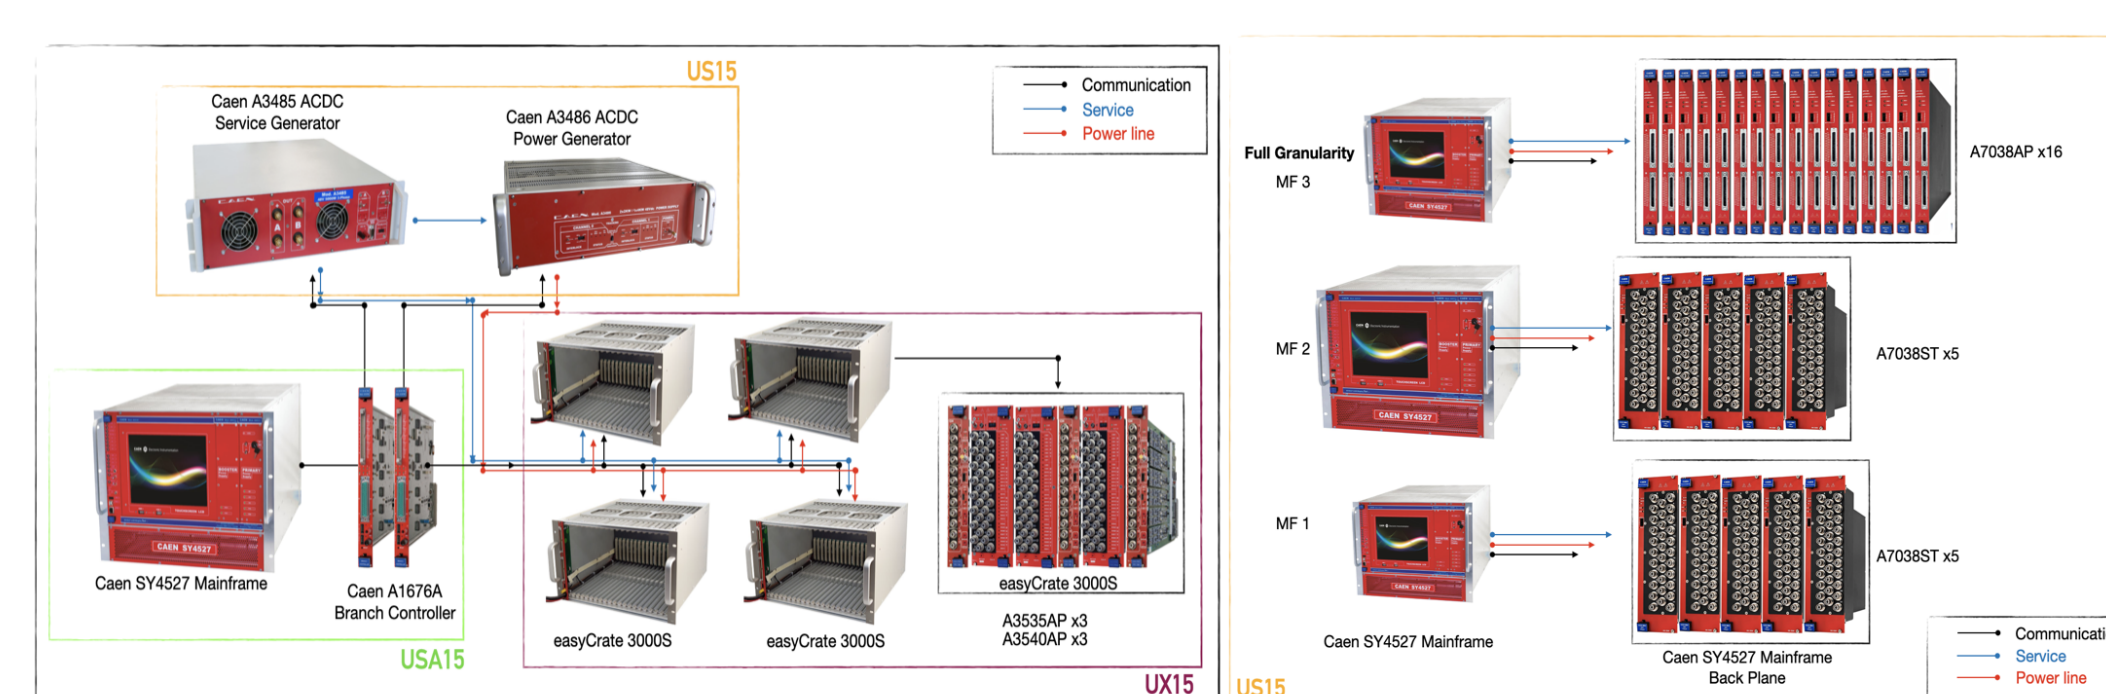 US15
Caen A3485 ACDC
Service Generator
Caen A3486 ACDC
Power Generator
Communication
Service
Power line
CAEN SY4527
Caen SY4527 Mainframe
Caen A1676A
Branch Controller
USA15
easyCrate 3000S
easyCrate 3000S
easyCrate 3000S
A3535AP x3
A3540AP x3
UX15
Full Granularity
MF 3
CAEN SY4527
A7038AP x16
MF 2
CAEN SY4527
A7038ST x5
MF 1
CAEN SY4527
A7038ST x5
Caen SY4527 Mainframe
Caen SY4527 Mainframe
Back Plane
Communicati
Service
Power line
US15